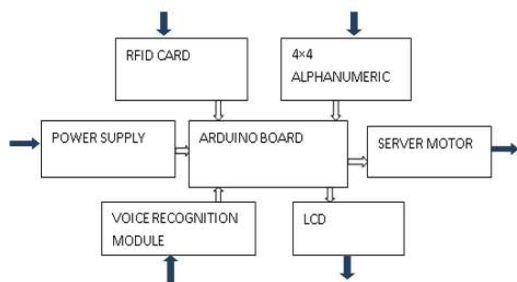 RFID CARD
4×4
ALPHANUMERIC
POWER SUPPLY
ARDUINO BOARD
SERVER MOTOR
VOICE RECOGNITION
MODULE
LCD